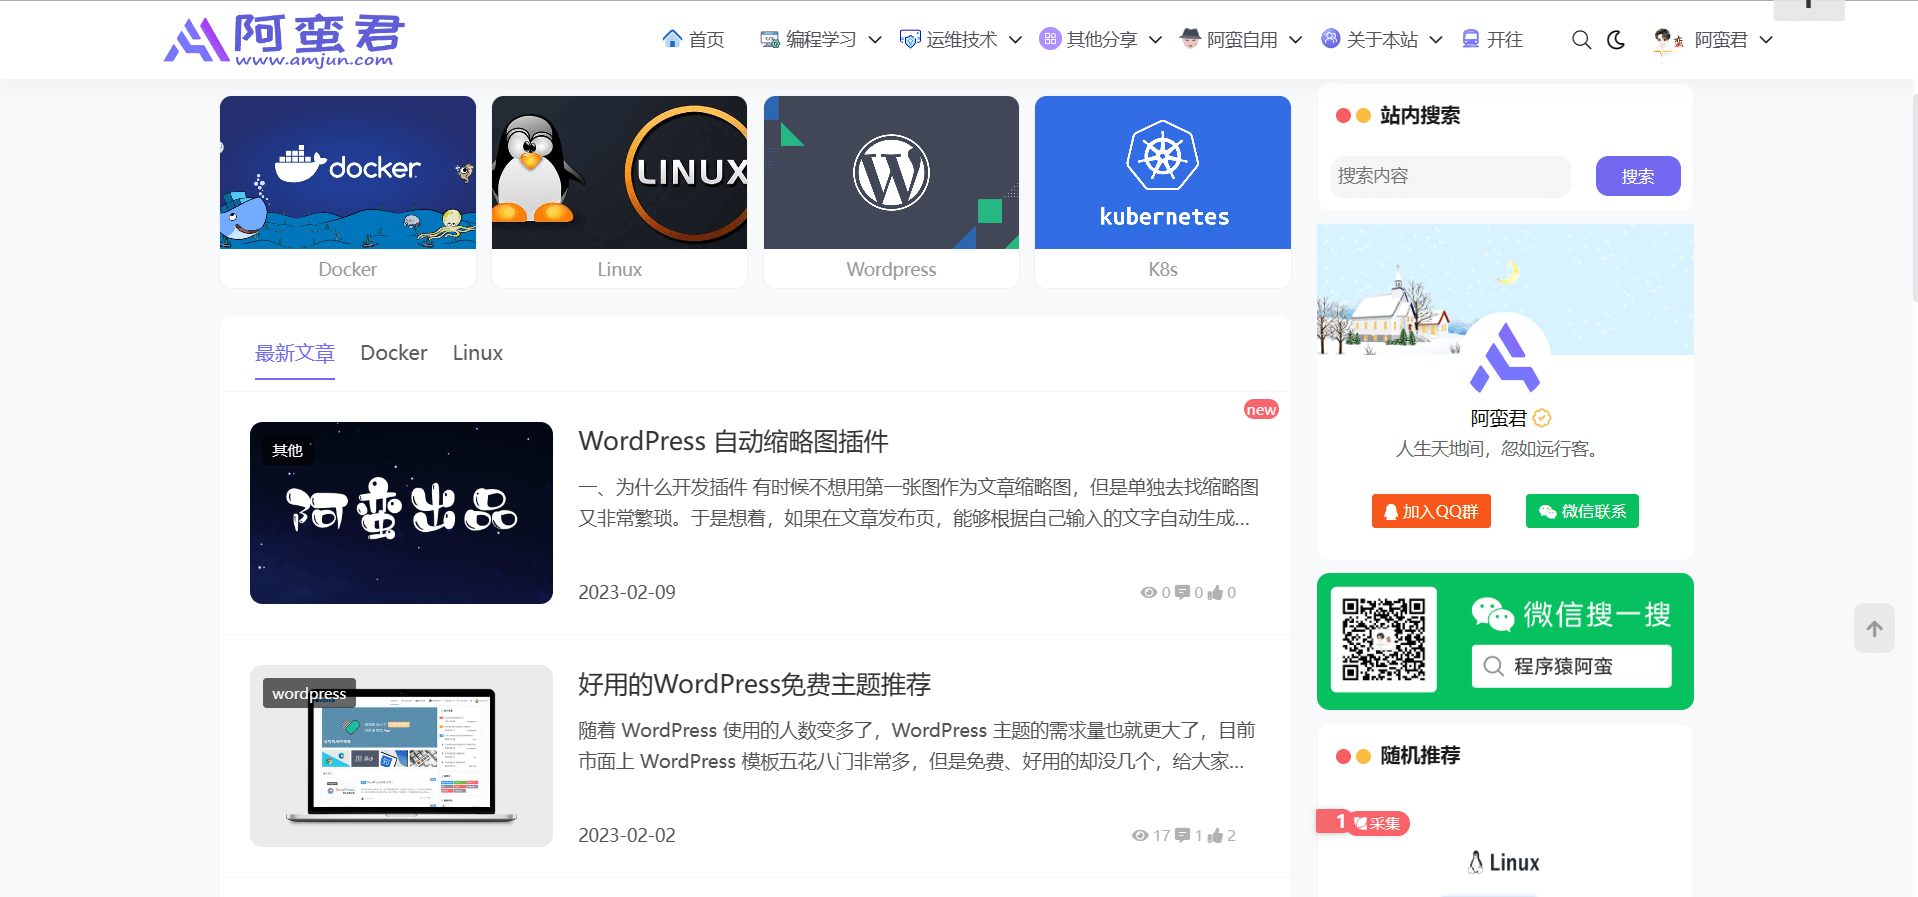 阿蛮君
www.amjun.com
首页 编程学习 运维技术 其他分享 阿蛮自用 关于本站 开往 阿蛮君
docker
LINUX
kubernetes
Docker Linux Wordpress K8s
最新文章 Docker Linux
new
其他
阿蛮出品
WordPress 自动缩略图插件
一、为什么开发插件 有时候不想用第一张图作为文章缩略图，但是单独去找缩略图
又非常繁琐。于是想着，如果在文章发布页，能够根据自己输入的文字自动生成...
2023-02-09 0 0 0
wordpress
好用的WordPress免费主题推荐
随着 WordPress 使用的人数变多了，WordPress 主题的需求量也就更大了，目前
市面上 WordPress 模板五花八门非常多，但是免费、好用的却没几个，给大家...
2023-02-02 17 1 2
站内搜索
搜索内容 搜索
阿蛮君
人生天地间，忽如远行客。
加入QQ群 微信联系
微信搜一搜
程序猿阿蛮
随机推荐
1 采集
Linux